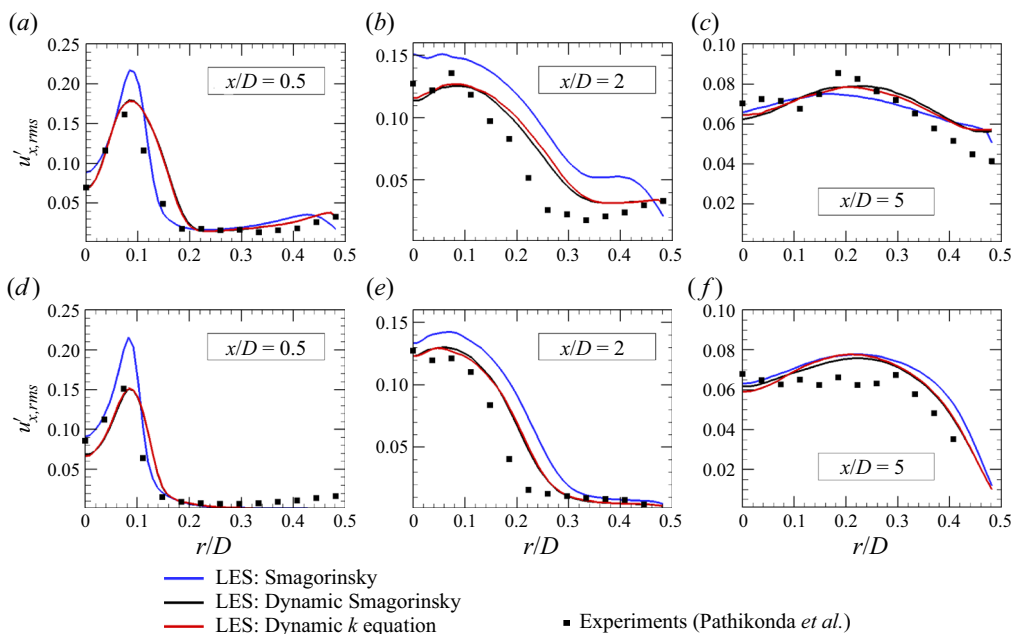 (a) (b) (c)
0.25 0.15 0.10
x/D = 0.5 x/D = 2
0.20 0.08
u′x,rms 0.15 0.10 0.06
0.10 0.05 0.04
x/D = 5
0.05 0.02
0 0.1 0.2 0.3 0.4 0.5 0 0.1 0.2 0.3 0.4 0.5 0 0.1 0.2 0.3 0.4 0.5
(d) (e) (f)
0.25 0.15 0.10
x/D = 0.5 x/D = 2
0.20 0.08
u′x,rms 0.15 0.10 0.06
0.10 0.05 0.04
x/D = 5
0.05 0.02
0 0.1 0.2 0.3 0.4 0.5 0 0.1 0.2 0.3 0.4 0.5 0 0.1 0.2 0.3 0.4 0.5
r/D r/D r/D
LES: Smagorinsky
LES: Dynamic Smagorinsky
LES: Dynamic k equation Experiments (Pathikonda et al.)